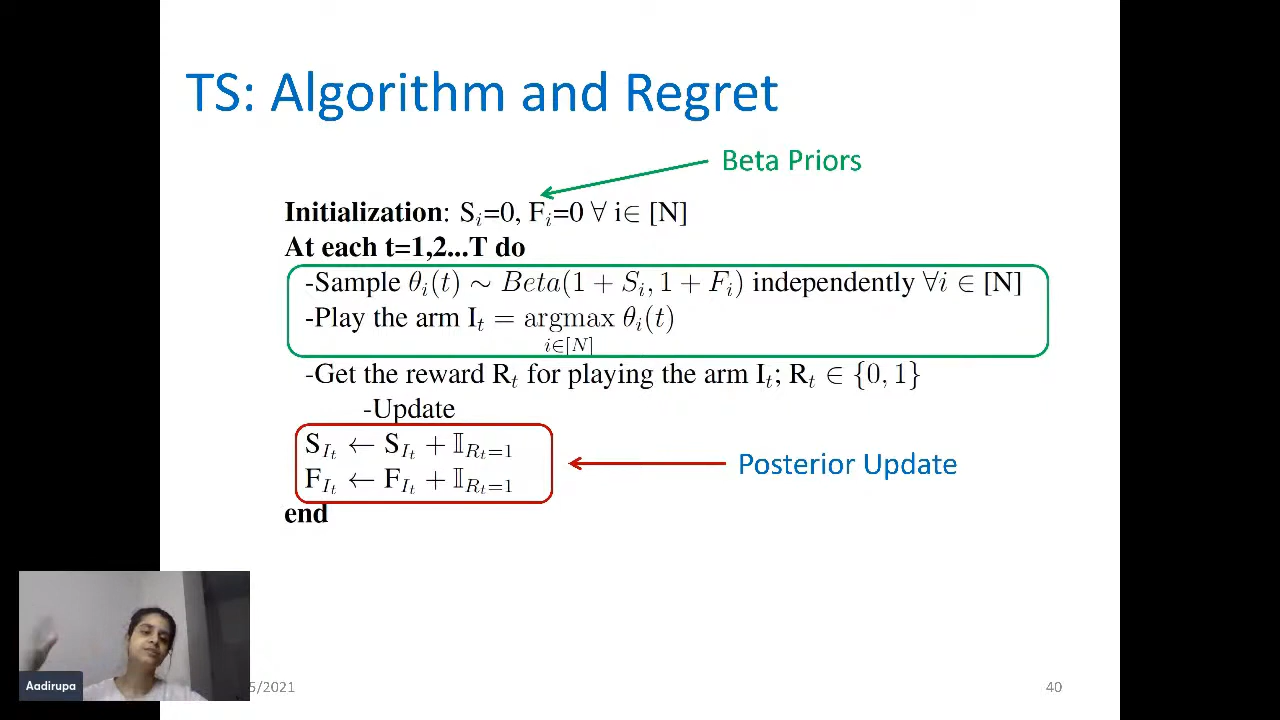 TS: Algorithm and Regret
Beta Priors
Initialization: S_i=0, F_i=0 ∀ i∈ [N]
At each t=1,2...T do
-Sample θ_i(t) ∼ Beta(1 + S_i, 1 + F_i) independently ∀i ∈ [N]
-Play the arm I_t = argmax θ_i(t)
i∈[N]
-Get the reward R_t for playing the arm I_t; R_t ∈ {0, 1}
-Update
S_{I_t} ← S_{I_t} + 𝕀_{R_t=1}
F_{I_t} ← F_{I_t} + 𝕀_{R_t=1}
Posterior Update
end
Aadirupa
/2021
40